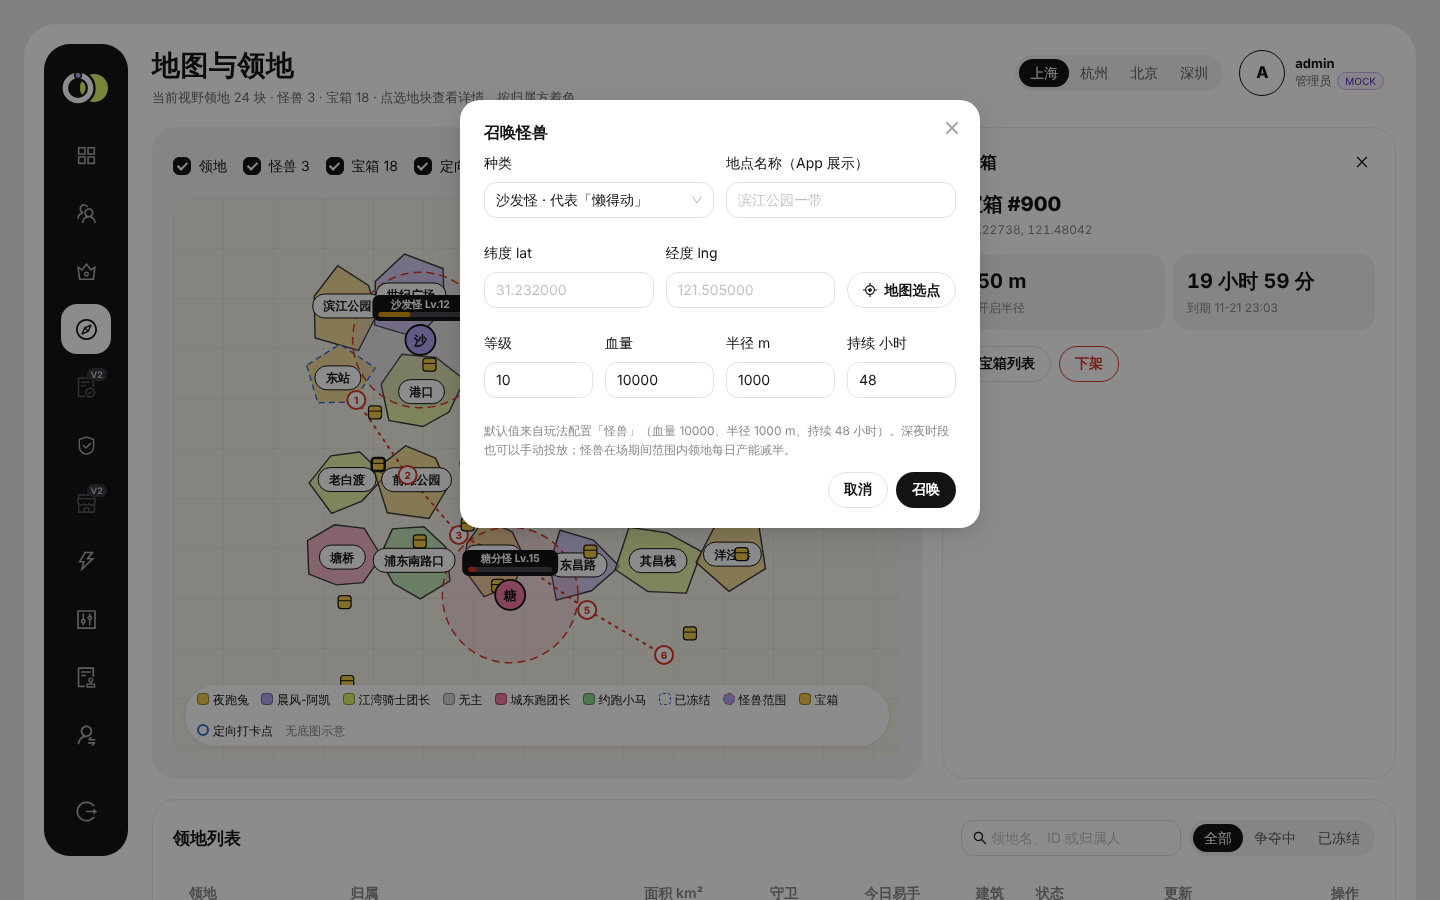 地图与领地
当前视野领地 24 块 · 怪兽 3 · 宝箱 18 · 点选地块查看详情，按归属方着色
上海
杭州
北京
深圳
A
admin
管理员
MOCK
领地
怪兽 3
宝箱 18
V2
V2
召唤怪兽
种类
地点名称（App 展示）
沙发怪 · 代表「懒得动」
滨江公园一带
纬度 lat
经度 lng
31.232000
121.505000
地图选点
等级
血量
半径 m
持续 小时
10
10000
1000
48
默认值来自玩法配置「怪兽」（血量 10000、半径 1000 m、持续 48 小时）。深夜时段
也可以手动投放；怪兽在场期间范围内领地每日产能减半。
取消
召唤
滨江公园
沙发怪 Lv.12
沙
东站
港口
1
老白渡
2
公园
3
塘桥
浦东南路口
糖分怪 Lv.15
糖
东昌路
其昌栈
5
6
夜跑兔
晨风-阿凯
江湾骑士团长
无主
城东跑团长
约跑小马
已冻结
怪兽范围
宝箱
定向打卡点
无底图示意
箱
箱 #900
22738, 121.48042
50 m
开启半径
19 小时 59 分
到期 11-21 23:03
宝箱列表
下架
领地列表
领地名、ID 或归属人
全部
争夺中
已冻结
领地
归属
面积 km²
守卫
今日易手
建筑
状态
更新
操作